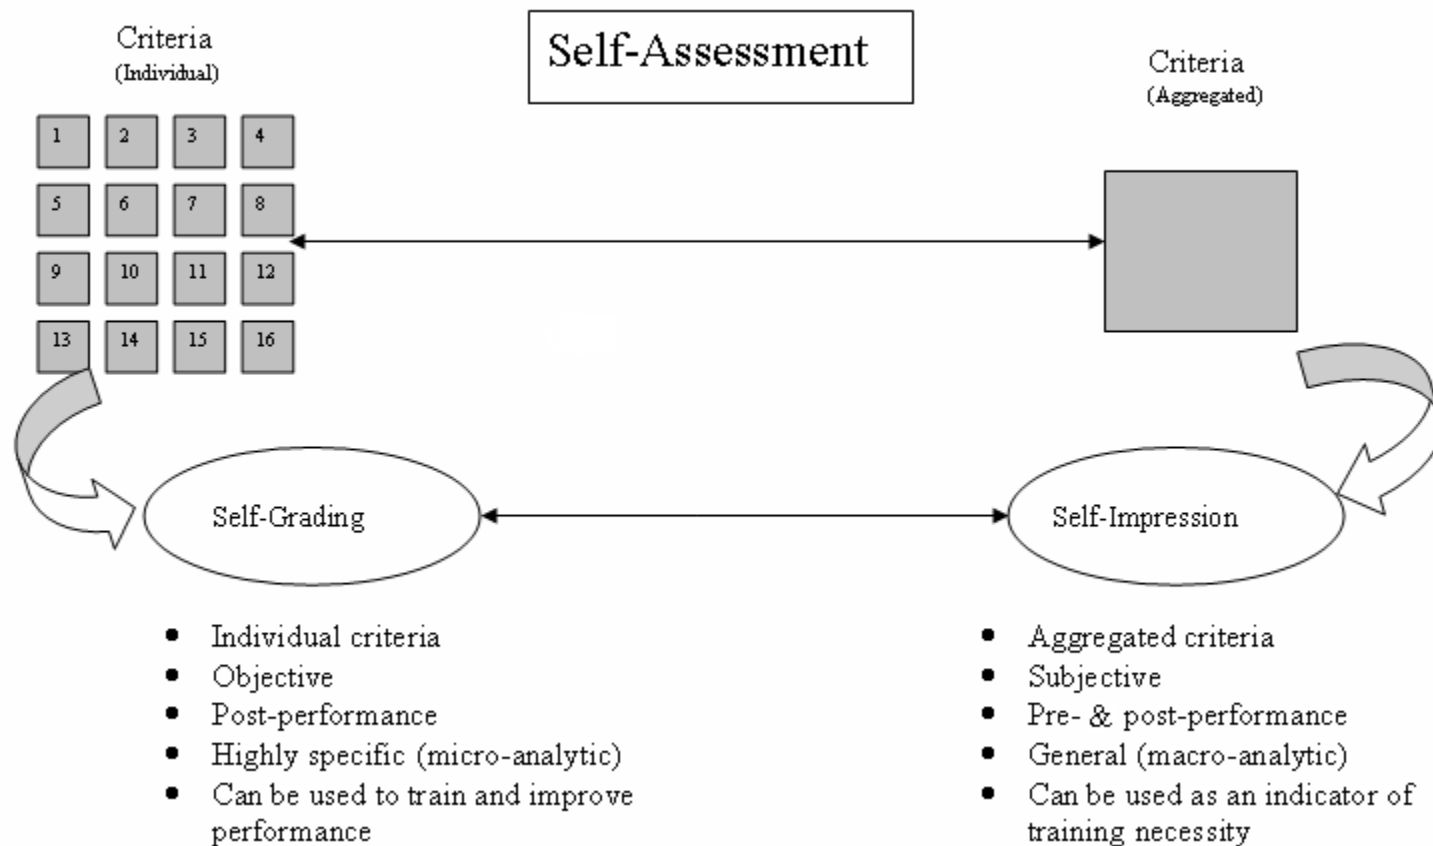 Self-Assessment
Criteria
(Individual)
Criteria
(Aggregated)
1 2 3 4
5 6 7 8
9 10 11 12
13 14 15 16
Self-Grading
Self-Impression
• Individual criteria
• Objective
• Post-performance
• Highly specific (micro-analytic)
• Can be used to train and improve
performance
• Aggregated criteria
• Subjective
• Pre- & post-performance
• General (macro-analytic)
• Can be used as an indicator of
training necessity